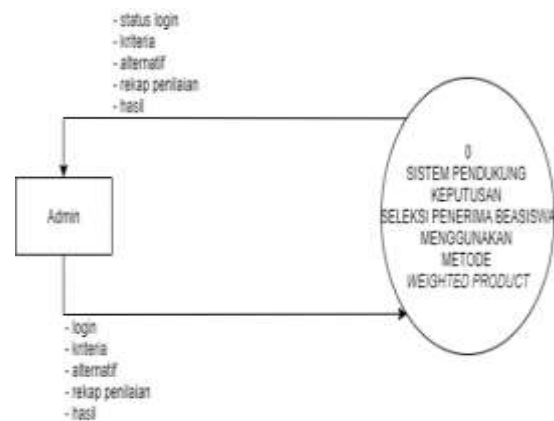 - status login
- kriteria
- alternatif
- rekap penilaian
- hasil
Admin
0
SISTEM PENDUKUNG
KEPUTUSAN
SELEKSI PENERIMA BEASISWA
MENGGUNAKAN
METODE
WEIGHTED PRODUCT
- login
- kriteria
- alternatif
- rekap penilaian
- hasil